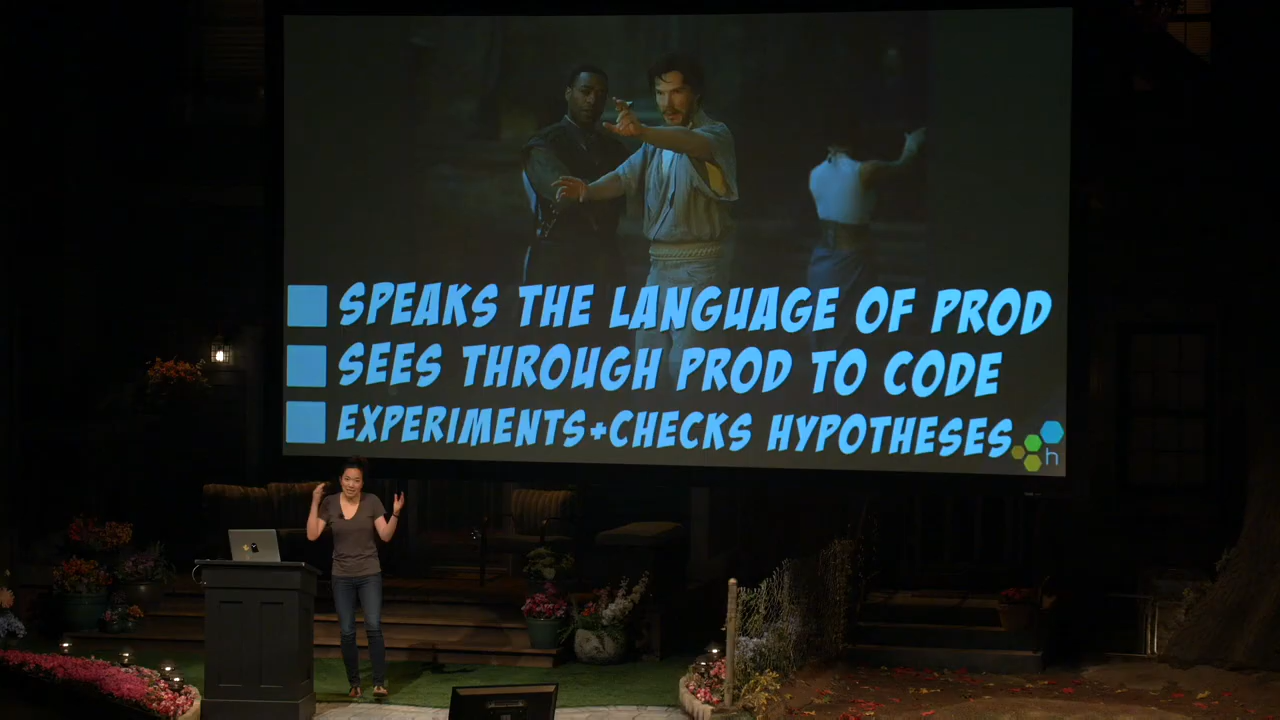 SPEAKS THE LANGUAGE OF PROD
SEES THROUGH PROD TO CODE
EXPERIMENTS+CHECKS HYPOTHESES
h